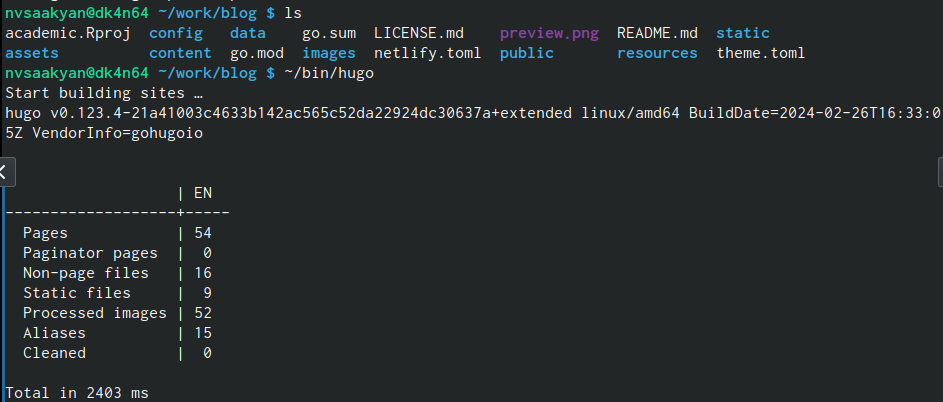 nvsaakyan@dk4n64 ~/work/blog $ ls
academic.Rproj  config   data    go.sum  LICENSE.md    preview.png  README.md  static
assets          content  go.mod  images  netlify.toml  public       resources  theme.toml
nvsaakyan@dk4n64 ~/work/blog $ ~/bin/hugo
Start building sites …
hugo v0.123.4-21a41003c4633b142ac565c52da22924dc30637a+extended linux/amd64 BuildDate=2024-02-26T16:33:0
5Z VendorInfo=gohugoio
                   | EN
-------------------+-----
  Pages            | 54
  Paginator pages  |  0
  Non-page files   | 16
  Static files     |  9
  Processed images | 52
  Aliases          | 15
  Cleaned          |  0
Total in 2403 ms